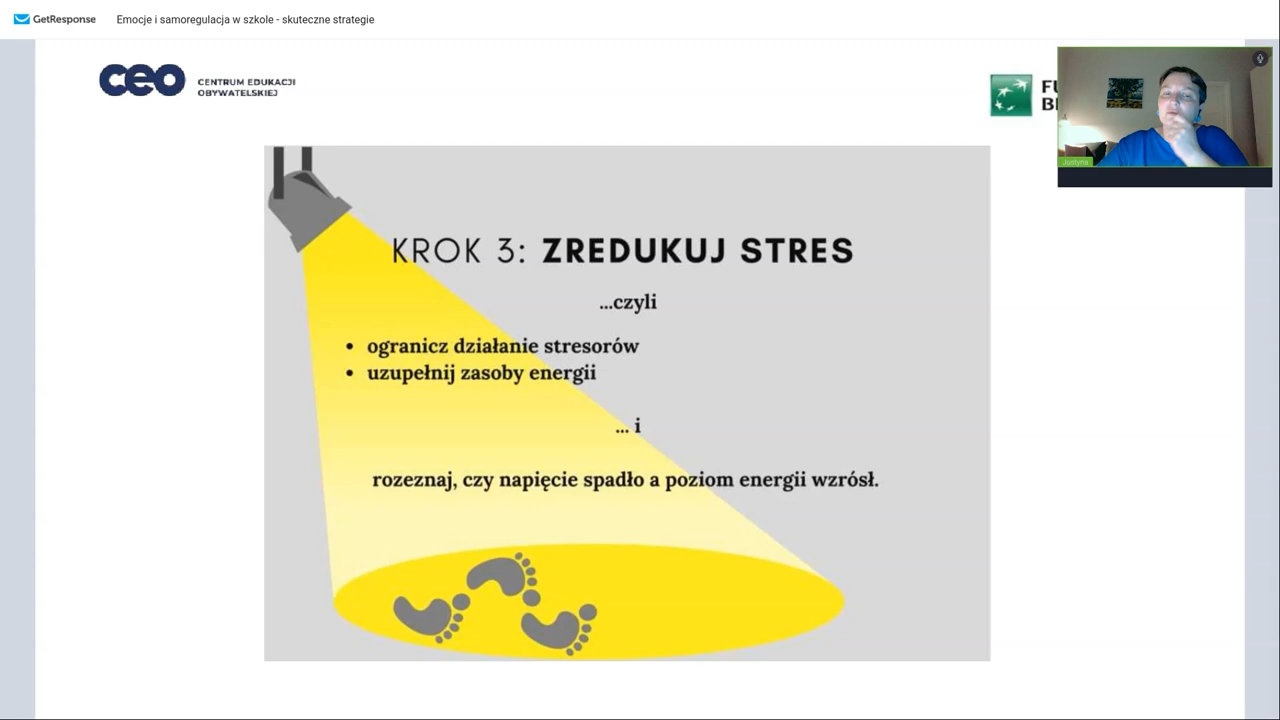 GetResponse
Emocje i samoregulacja w szkole - skuteczne strategie
ceo
CENTRUM EDUKACJI
OBYWATELSKIEJ
Justyna
KROK 3: ZREDUKUJ STRES
...czyli
• ogranicz działanie stresorów
• uzupełnij zasoby energii
... i
rozeznaj, czy napięcie spadło a poziom energii wzrósł.